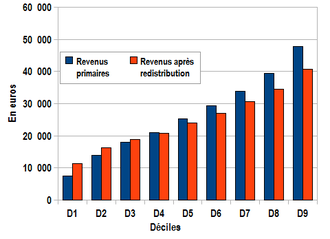 60 000
50 000
40 000
30 000
20 000
10 000
0
En euros
Revenus primaires
Revenus après redistribution
D1 D2 D3 D4 D5 D6 D7 D8 D9
Déciles